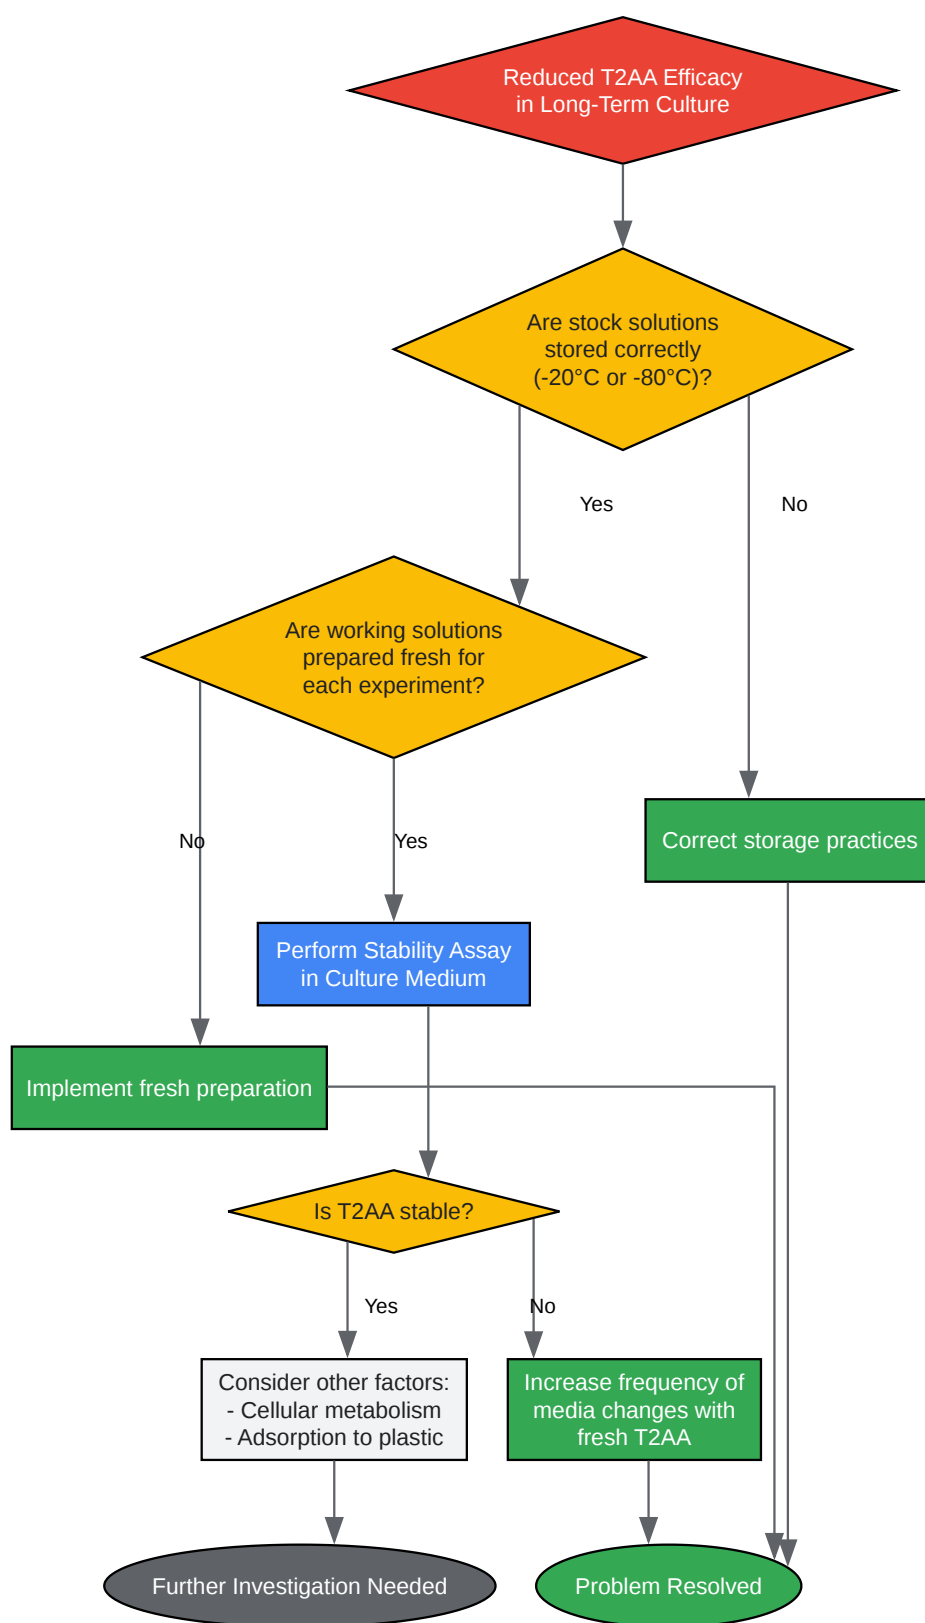 Reduced T2AA Efficacy
in Long-Term Culture
Are stock solutions
stored correctly
(-20°C or -80°C)?
Yes
No
Are working solutions
prepared fresh for
each experiment?
No
Yes
Correct storage practices
Perform Stability Assay
in Culture Medium
Implement fresh preparation
Is T2AA stable?
Yes
No
Consider other factors:
- Cellular metabolism
- Adsorption to plastic
Increase frequency of
media changes with
fresh T2AA
Further Investigation Needed
Problem Resolved